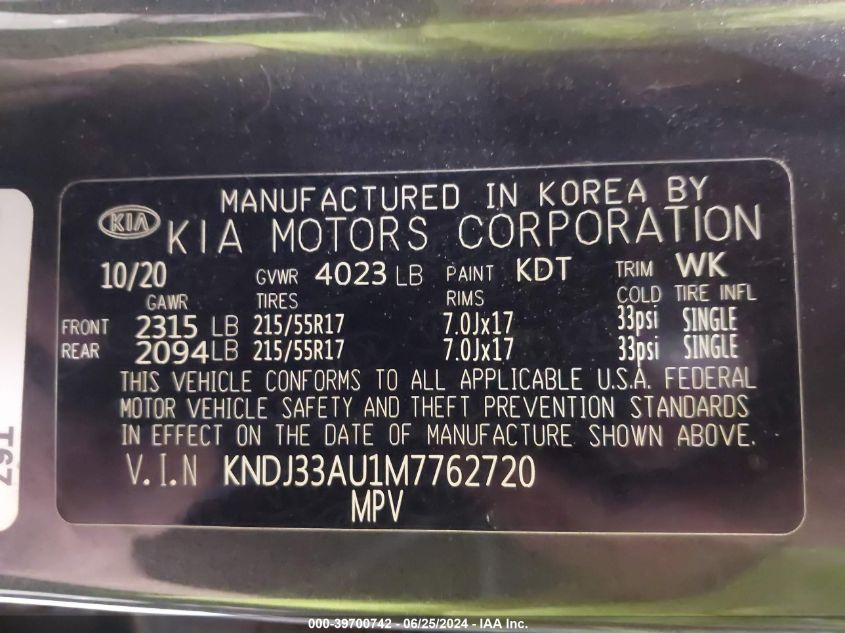 MANUFACTURED IN KOREA BY
KIA KIA MOTORS CORPORATION
10/20 GVWR 4023 LB PAINT KDT TRIM WK
GAWR TIRES RIMS COLD TIRE INFL
FRONT 2315 LB 215/55R17 7.0Jx17 33psi SINGLE
REAR 2094 LB 215/55R17 7.0Jx17 33psi SINGLE
THIS VEHICLE CONFORMS TO ALL APPLICABLE U.S.A. FEDERAL
MOTOR VEHICLE SAFETY AND THEFT PREVENTION STANDARDS
IN EFFECT ON THE DATE OF MANUFACTURE SHOWN ABOVE.
V.I.N KNDJ33AU1M7762720
MPV
000-39700742 - 06/25/2024 - IAA Inc.